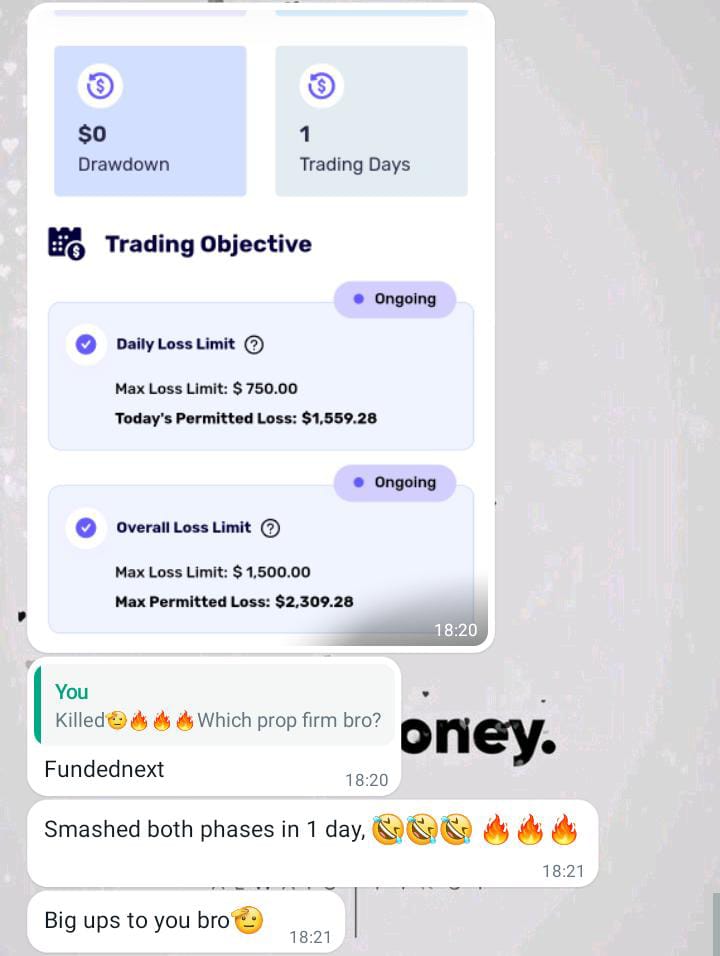 $0
Drawdown
1
Trading Days
Trading Objective
Ongoing
Daily Loss Limit ?
Max Loss Limit: $ 750.00
Today's Permitted Loss: $1,559.28
Ongoing
Overall Loss Limit ?
Max Loss Limit: $ 1,500.00
Max Permitted Loss: $2,309.28
18:20
You
Killed🫡🔥🔥🔥Which prop firm bro?
oney.
Fundednext
18:20
Smashed both phases in 1 day, 🤣🤣🤣 🔥🔥🔥
18:21
Big ups to you bro🫡
18:21